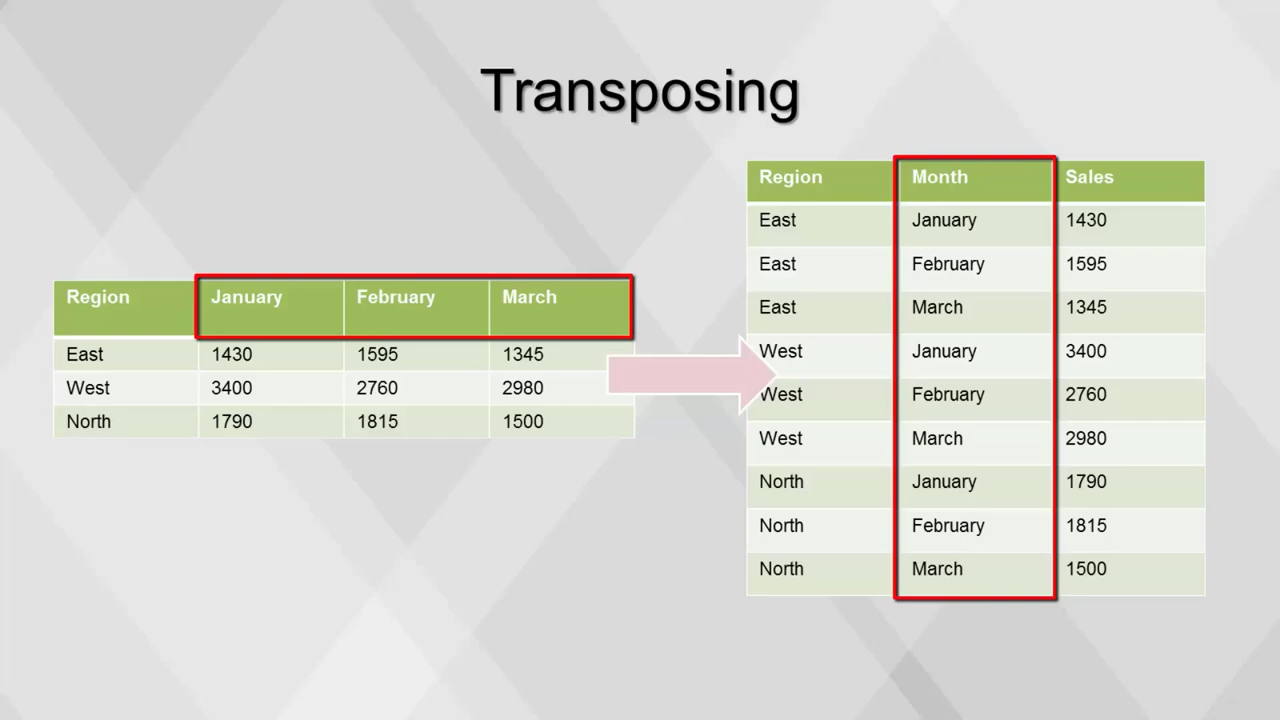 Transposing
Region January February March
East 1430 1595 1345
West 3400 2760 2980
North 1790 1815 1500
Region Month Sales
East January 1430
East February 1595
East March 1345
West January 3400
West February 2760
West March 2980
North January 1790
North February 1815
North March 1500